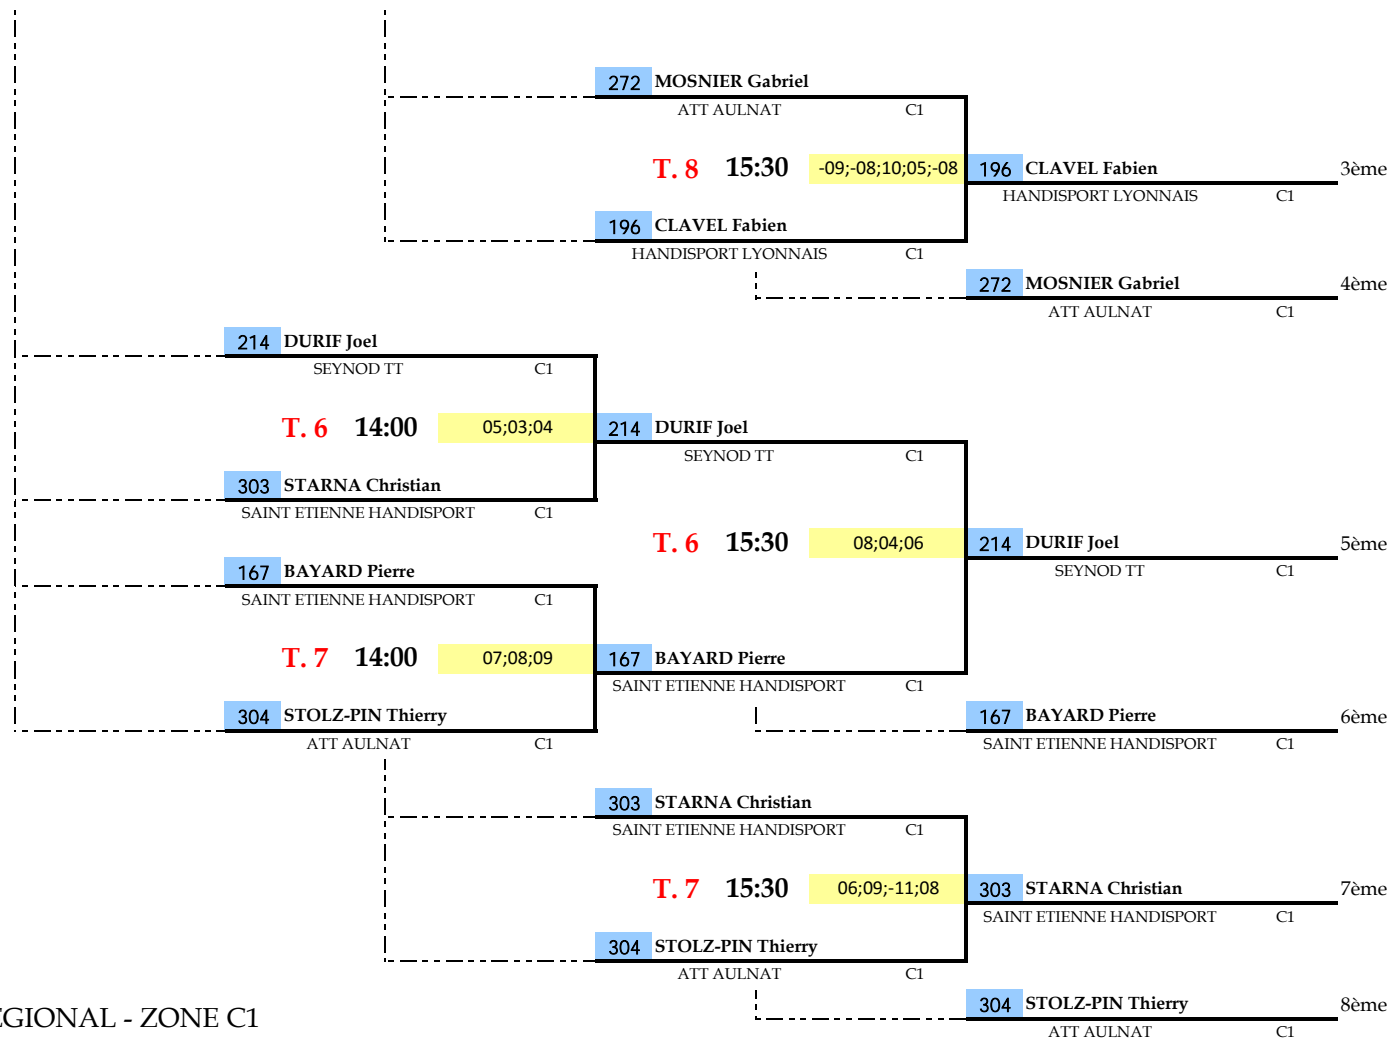 272 MOSNIER Gabriel
ATT AULNAT C1
T. 8 15:30 -09;-08;10;05;-08 196 CLAVEL Fabien 3ème
HANDISPORT LYONNAIS C1
196 CLAVEL Fabien
HANDISPORT LYONNAIS C1
272 MOSNIER Gabriel 4ème
ATT AULNAT C1
214 DURIF Joel
SEYNOD TT C1
T. 6 14:00 05;03;04 214 DURIF Joel
SEYNOD TT C1
303 STARNA Christian
SAINT ETIENNE HANDISPORT C1
T. 6 15:30 08;04;06 214 DURIF Joel 5ème
SEYNOD TT C1
167 BAYARD Pierre
SAINT ETIENNE HANDISPORT C1
T. 7 14:00 07;08;09 167 BAYARD Pierre
SAINT ETIENNE HANDISPORT C1
304 STOLZ-PIN Thierry 167 BAYARD Pierre 6ème
ATT AULNAT C1 SAINT ETIENNE HANDISPORT C1
303 STARNA Christian
SAINT ETIENNE HANDISPORT C1
T. 7 15:30 06;09;-11;08 303 STARNA Christian 7ème
SAINT ETIENNE HANDISPORT C1
304 STOLZ-PIN Thierry
ATT AULNAT C1
304 STOLZ-PIN Thierry 8ème
EGIONAL - ZONE C1
ATT AULNAT C1